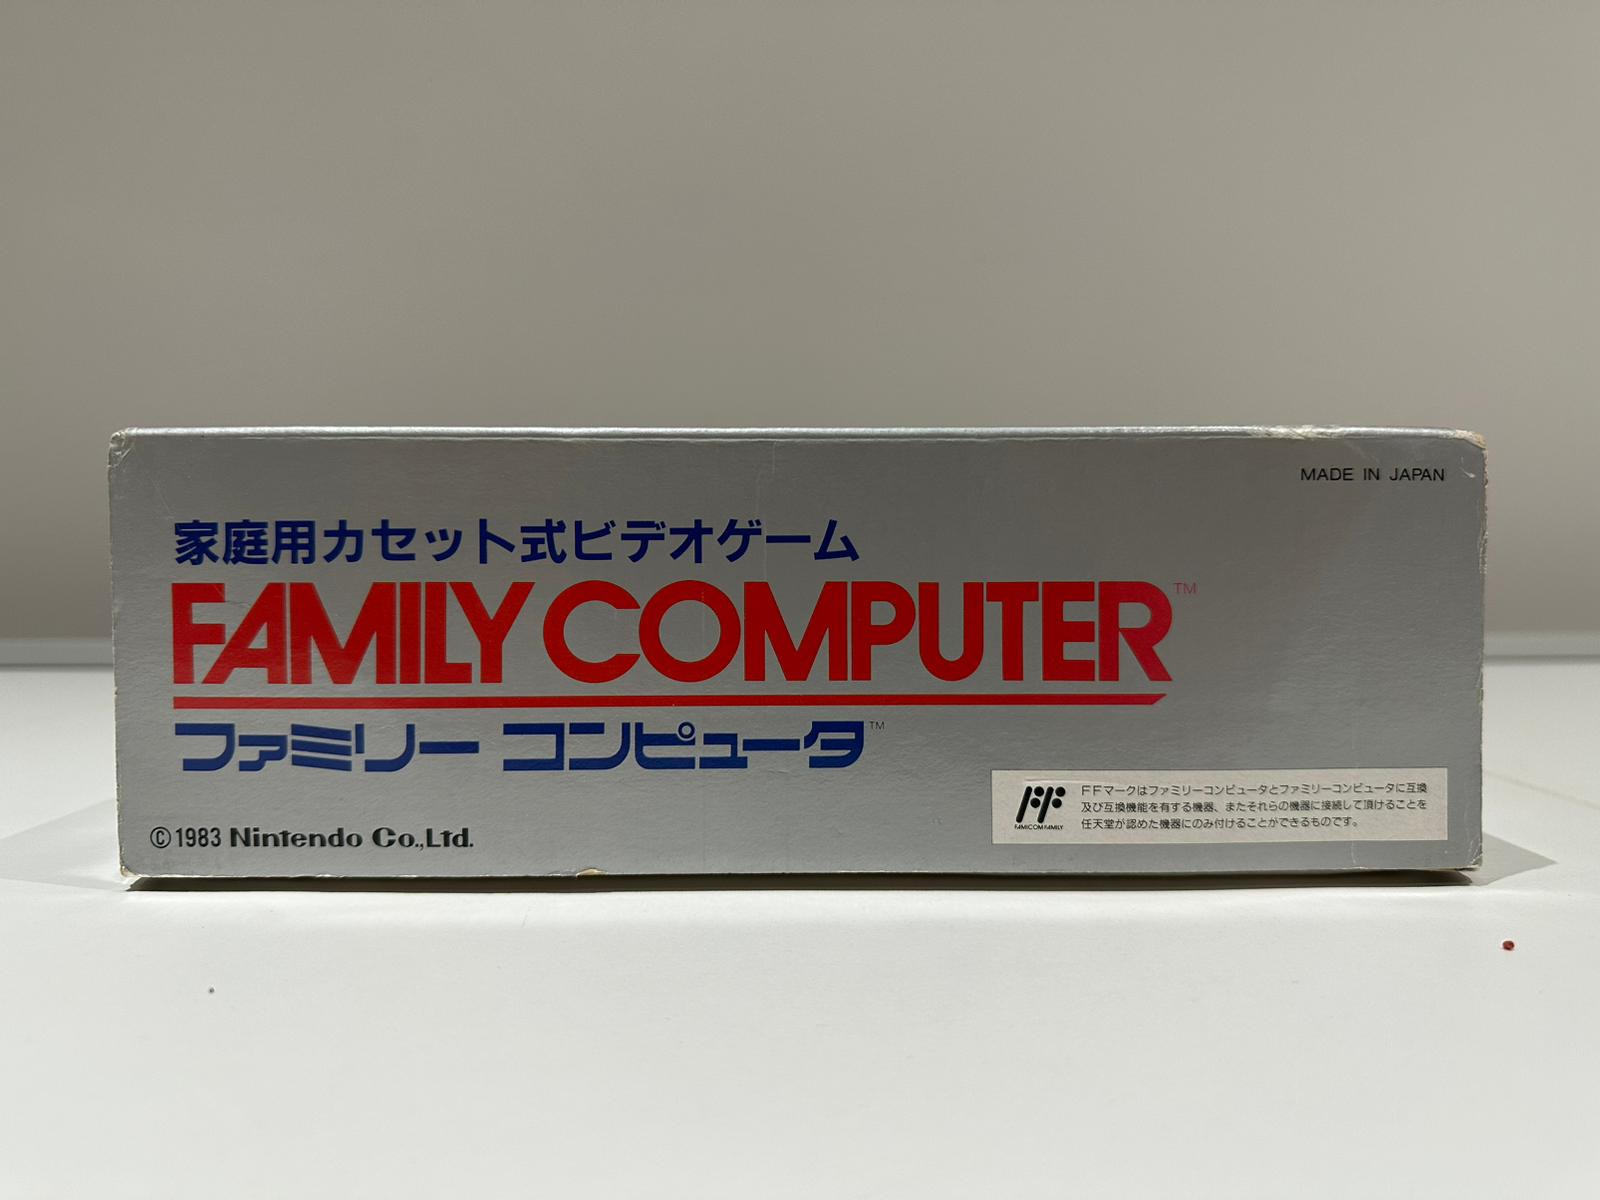 MADE IN JAPAN
家庭用カセット式ビデオゲーム
FAMILY COMPUTER™
ファミリー コンピュータ™
FF
FAMICOM FAMILY
FFマークはファミリーコンピュータとファミリーコンピュータに互換
及び互換機能を有する機器、またそれらの機器に接続して頂けることを
任天堂が認めた機器にのみ付けることができるものです。
©1983 Nintendo Co.,Ltd.